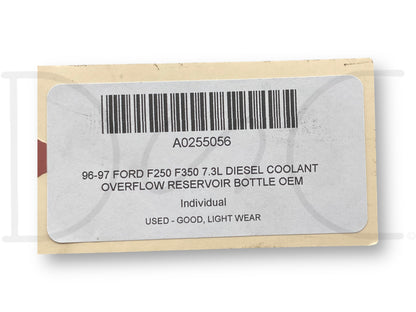 A0255056
96-97 FORD F250 F350 7.3L DIESEL COOLANT
OVERFLOW RESERVOIR BOTTLE OEM
Individual
USED - GOOD, LIGHT WEAR